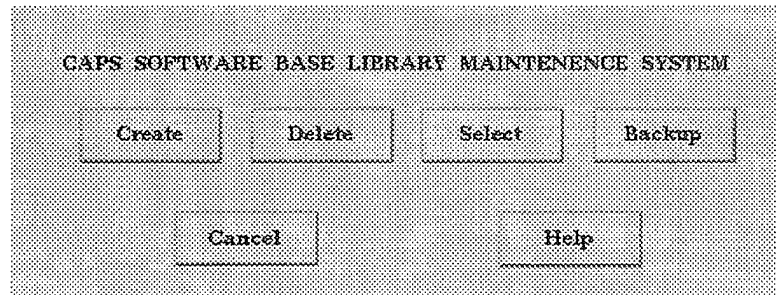 CAPS SOFTWARE BASE LIBRARY MAINTENENCE SYSTEM
Create Delete Select Backup
Cancel Help